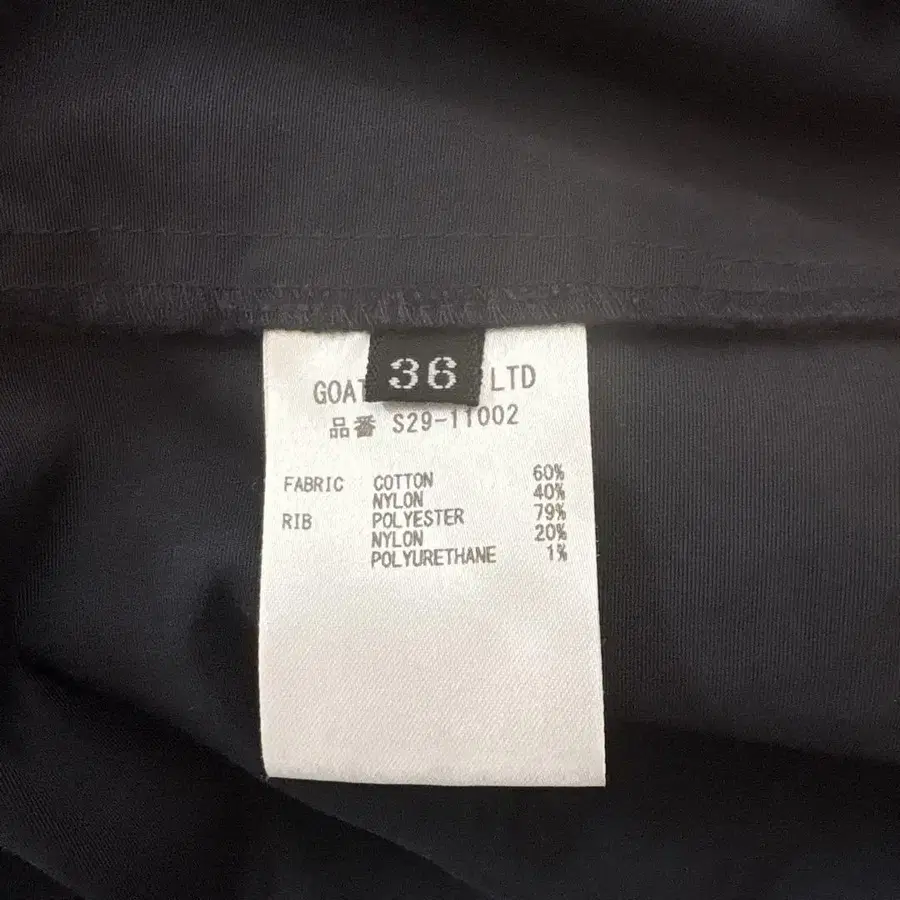 36
GOAT LTD
品番 S29-11002
FABRIC COTTON 60%
NYLON 40%
RIB POLYESTER 79%
NYLON 20%
POLYURETHANE 1%